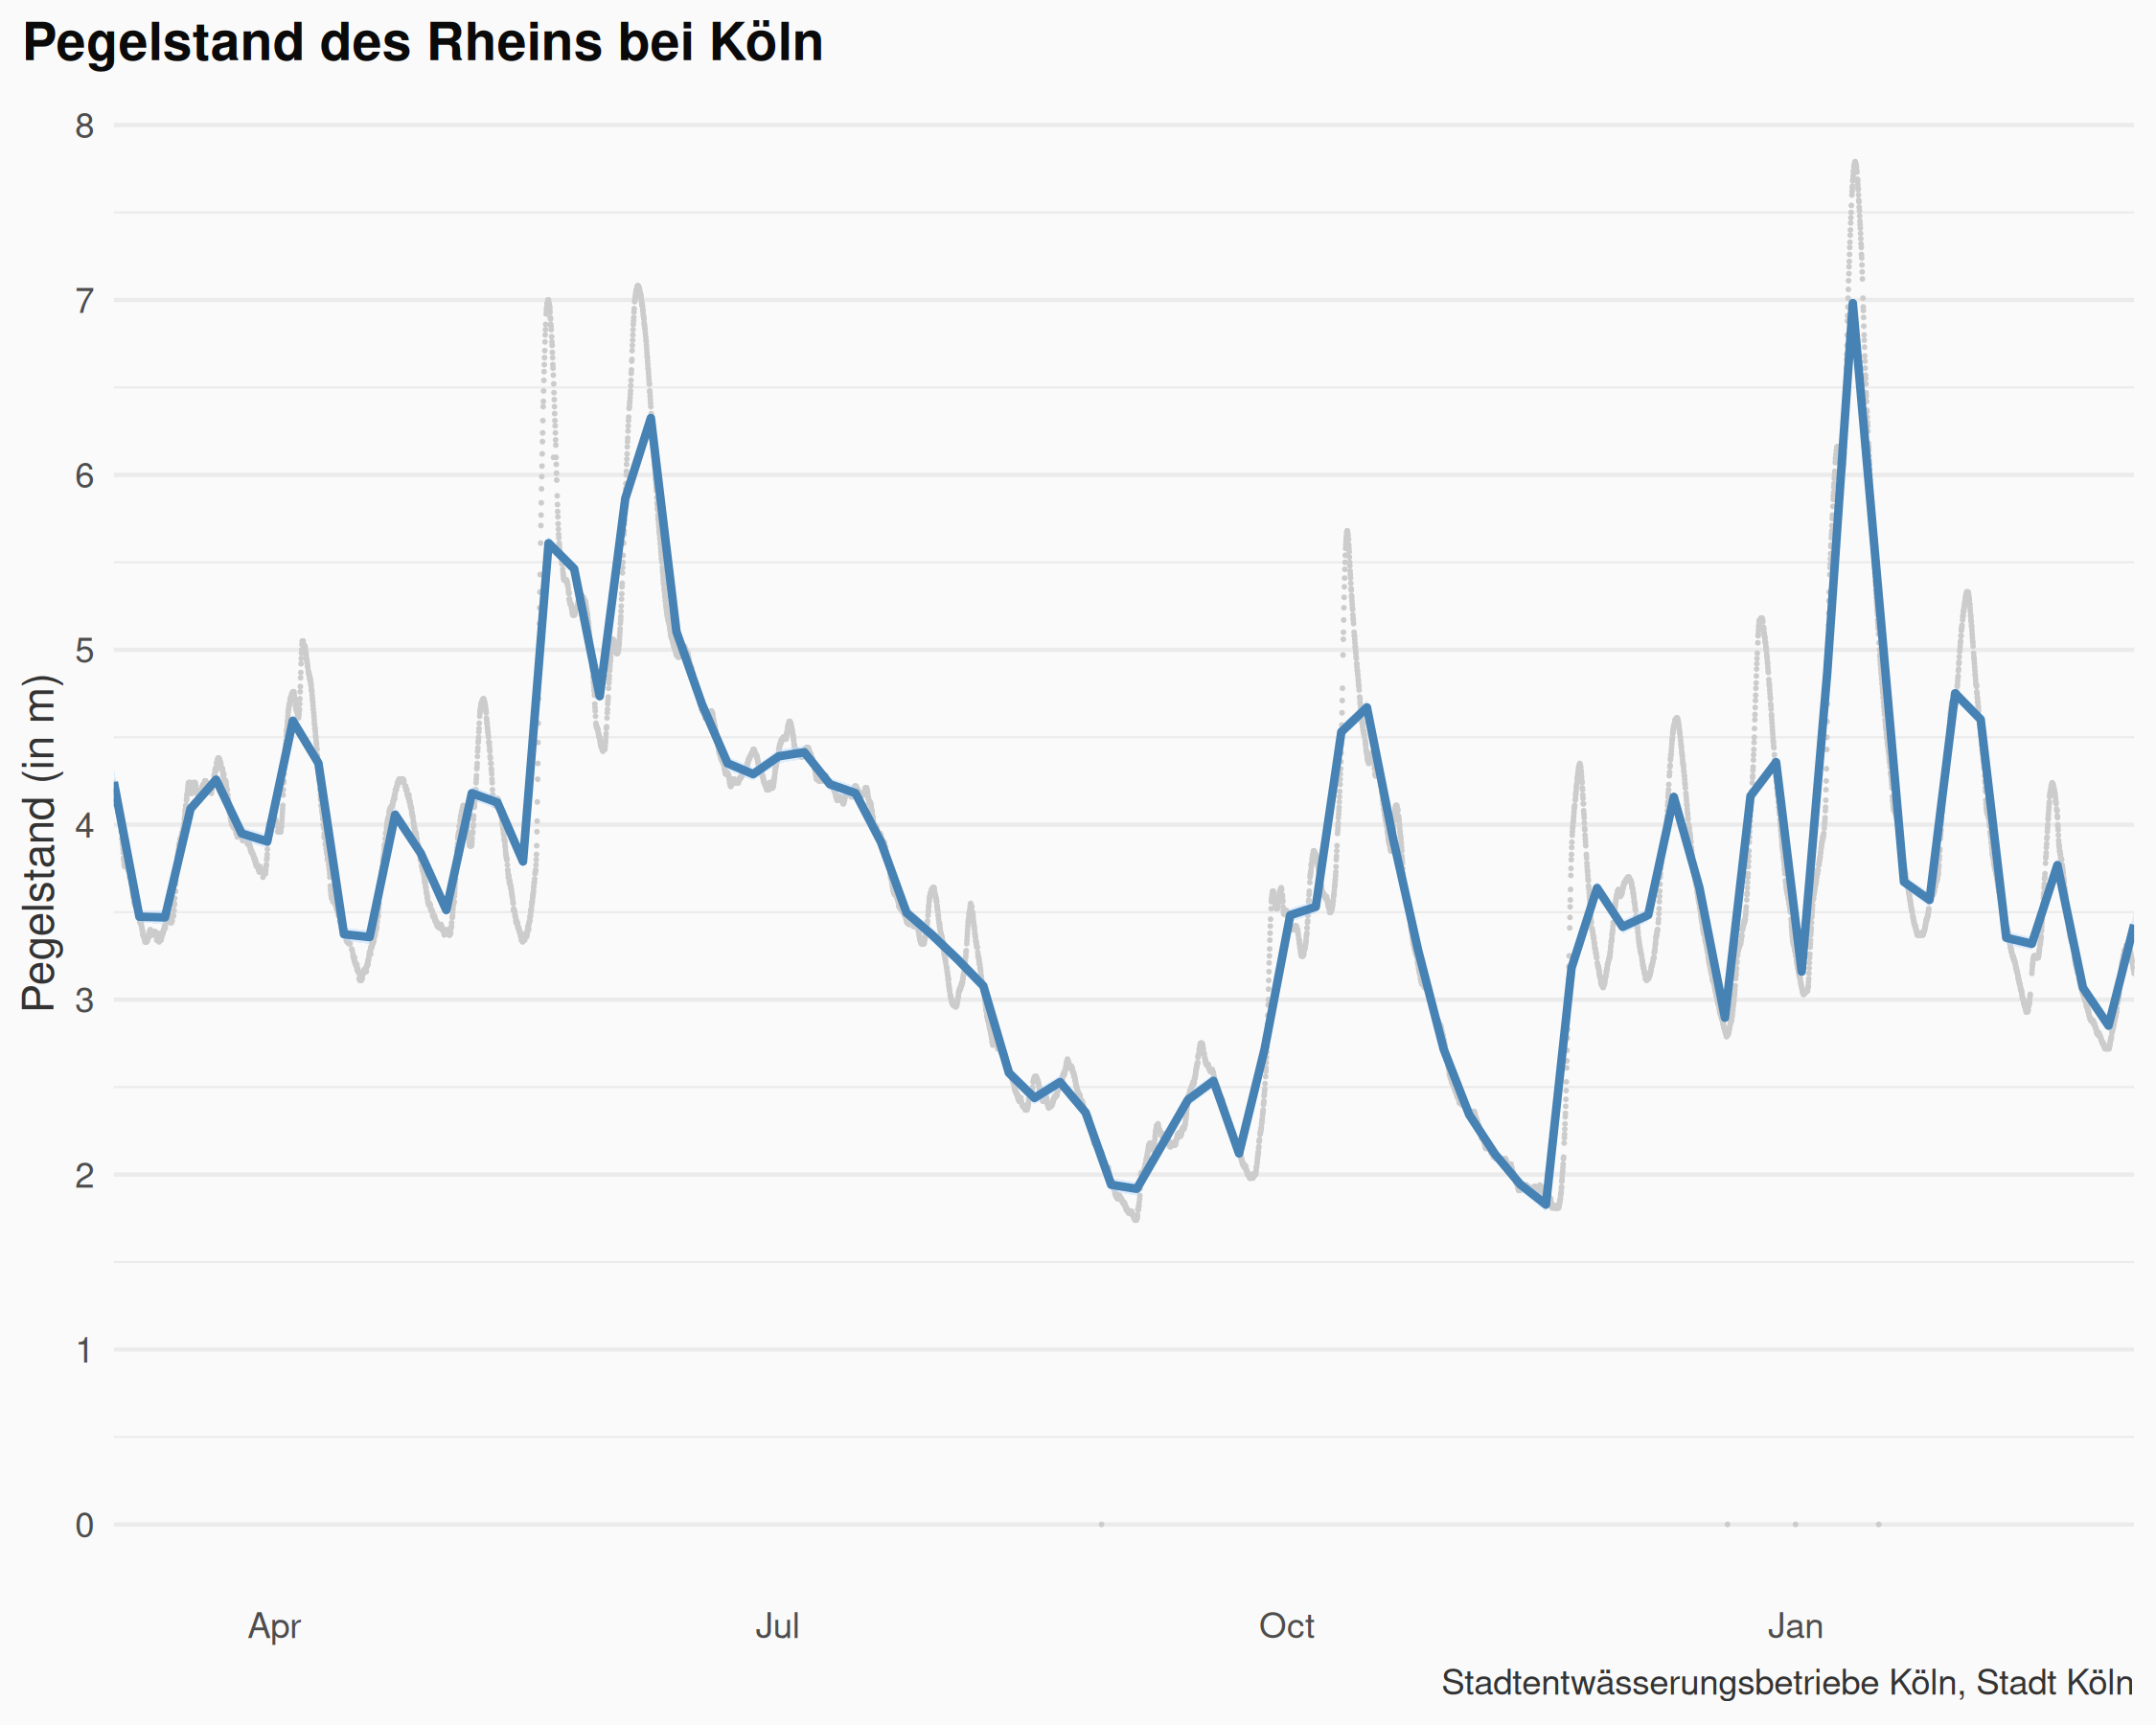 Pegelstand des Rheins bei Köln
Pegelstand (in m)
8
7
6
5
4
3
2
1
0
Apr Jul Oct Jan
Stadtentwässerungsbetriebe Köln, Stadt Köln